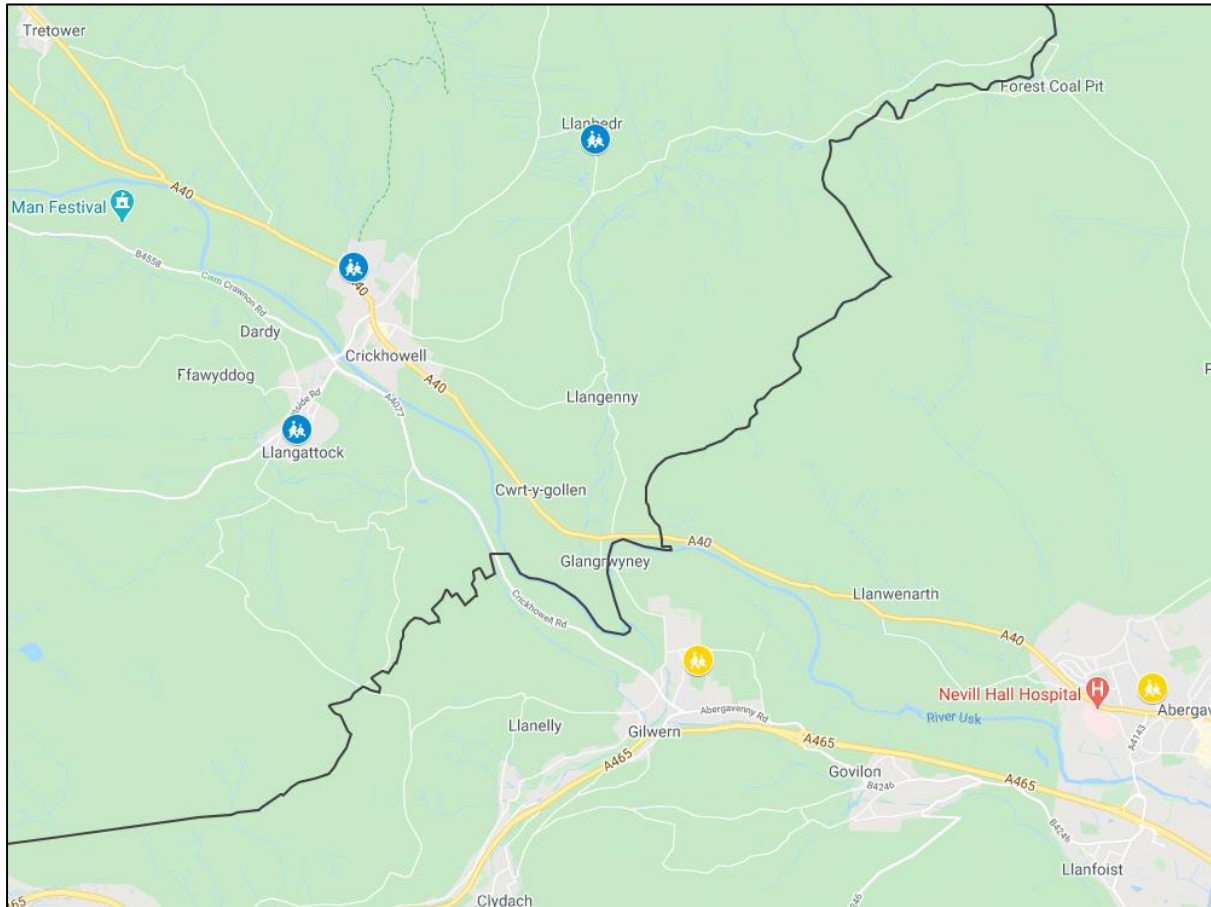 Tretower
Forest Coal Pit
Llanbedr
A40
Man Festival
B4558
Cwm Crawnon Rd
A40
Dardy
Crickhowell
Ffawyddog
A40
A4077
Llangenny
Llangattock
Cwrt-y-gollen
A40
Glangrwyney
Llanwenarth
Crickhowell Rd
A40
Nevill Hall Hospital
H
Abergav
Abergavenny Rd
River Usk
A4143
Llanelly
Gilwern
A465
A465
Govilon
B4246
A465
B4246
Llanfoist
Clydach